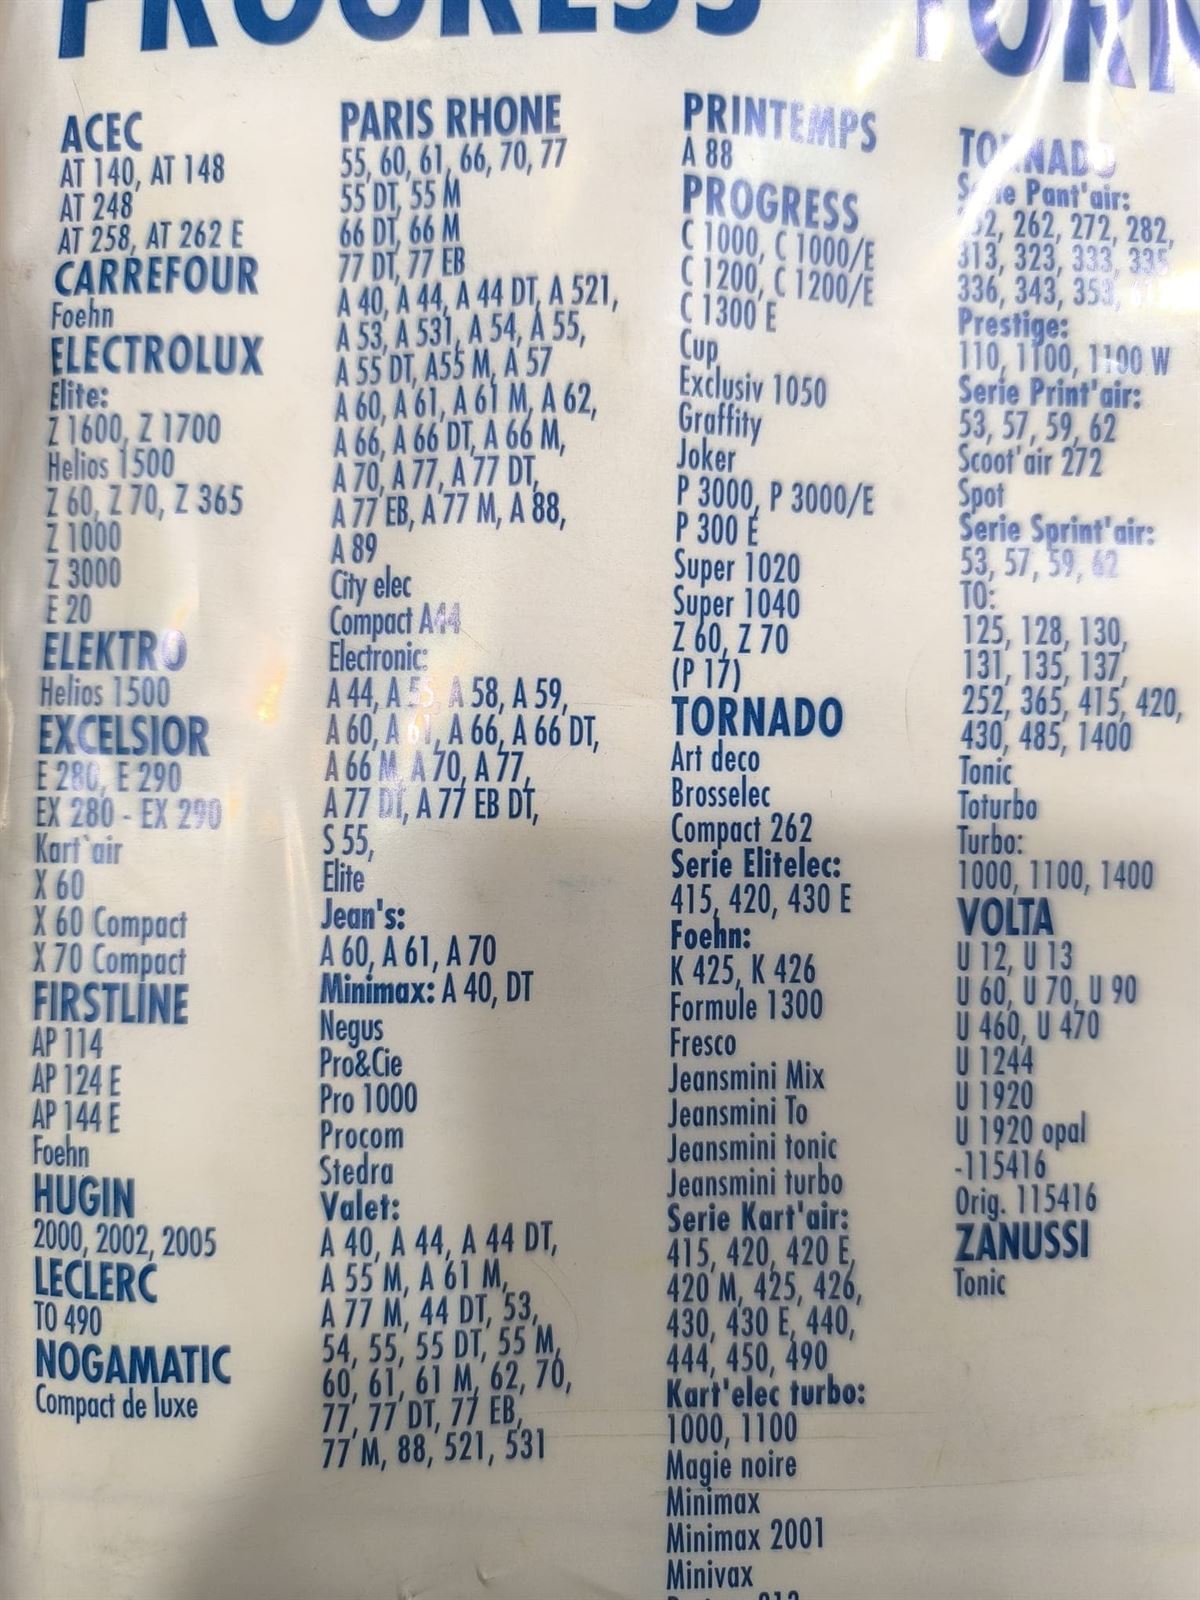 PROGRESS
ACEC
AT 140, AT 148
AT 248
AT 258, AT 262 E
CARREFOUR
Foehn
ELECTROLUX
Elite:
Z 1600, Z 1700
Helios 1500
Z 60, Z 70, Z 365
Z 1000
Z 3000
E 20
ELEKTRO
Helios 1500
EXCELSIOR
E 280, E 290
EX 280 - EX 290
Kart`air
X 60
X 60 Compact
X 70 Compact
FIRSTLINE
AP 114
AP 124 E
AP 144 E
Foehn
HUGIN
2000, 2002, 2005
LECLERC
TO 490
NOGAMATIC
Compact de luxe
PARIS RHONE
55, 60, 61, 66, 70, 77
55 DT, 55 M
66 DT, 66 M
77 DT, 77 EB
A 40, A 44, A 44 DT, A 521,
A 53, A 531, A 54, A 55,
A 55 DT, A55 M, A 57
A 60, A 61, A 61 M, A 62,
A 66, A 66 DT, A 66 M,
A 70, A 77, A 77 DT,
A 77 EB, A 77 M, A 88,
A 89
City elec
Compact A44
Electronic:
A 44, A 55, A 58, A 59,
A 60, A 61, A 66, A 66 DT,
A 66 M, A 70, A 77,
A 77 DT, A 77 EB DT,
S 55,
Elite
Jean's:
A 60, A 61, A 70
Minimax: A 40, DT
Negus
Pro&Cie
Pro 1000
Procom
Stedra
Valet:
A 40, A 44, A 44 DT,
A 55 M, A 61 M,
A 77 M, 44 DT, 53,
54, 55, 55 DT, 55 M,
60, 61, 61 M, 62, 70,
77, 77 DT, 77 EB,
77 M, 88, 521, 531
PRINTEMPS
A 88
PROGRESS
C 1000, C 1000/E
C 1200, C 1200/E
C 1300 E
Cup
Exclusiv 1050
Graffity
Joker
P 3000, P 3000/E
P 300 E
Super 1020
Super 1040
Z 60, Z 70
(P 17)
TORNADO
Art deco
Brosselec
Compact 262
Serie Elitelec:
415, 420, 430 E
Foehn:
K 425, K 426
Formule 1300
Fresco
Jeansmini Mix
Jeansmini To
Jeansmini tonic
Jeansmini turbo
Serie Kart'air:
415, 420, 420 E,
420 M, 425, 426,
430, 430 E, 440,
444, 450, 490
Kart'elec turbo:
1000, 1100
Magie noire
Minimax
Minimax 2001
Minivax
TORNADO
Serie Pant'air:
262, 272, 282,
313, 323, 333, 335
336, 343, 353,
Prestige:
110, 1100, 1100 W
Serie Print'air:
53, 57, 59, 62
Scoot'air 272
Spot
Serie Sprint'air:
53, 57, 59, 62
TO:
125, 128, 130,
131, 135, 137,
252, 365, 415, 420,
430, 485, 1400
Tonic
Toturbo
Turbo:
1000, 1100, 1400
VOLTA
U 12, U 13
U 60, U 70, U 90
U 460, U 470
U 1244
U 1920
U 1920 opal
-115416
Orig. 115416
ZANUSSI
Tonic